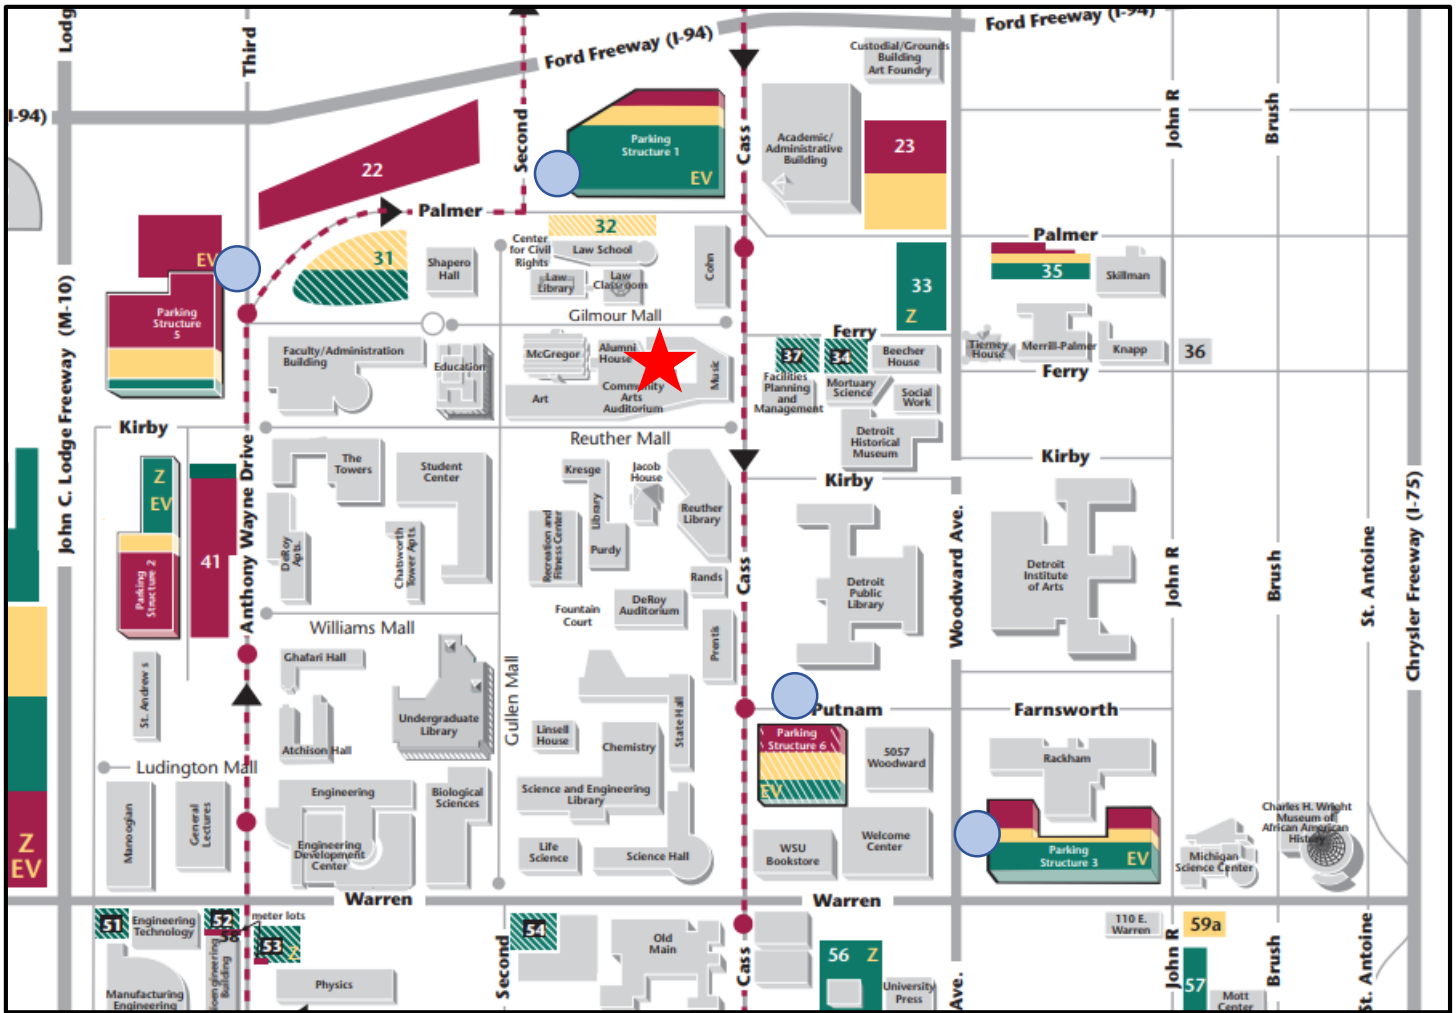 Lodg
Third
Ford Freeway (I-94)
Ford Freeway (I-94)
Custodial/Grounds
Building
Art Foundry
I-94)
Second
Cass
John R
Brush
Parking
Structure 1
EV
Academic/
Administrative
Building
23
22
Palmer
EV
31
Shapero
Hall
Center
for Civil
Rights
32
Law School
Law
Library
Law
Classroom
Cohn
Palmer
33
Z
35
Skillman
John C. Lodge Freeway (M-10)
Parking
Structure
5
Gilmour Mall
Ferry
Faculty/Administration
Building
Education
McGregor
Alumni
House
Music
Art
Community
Arts
Auditorium
37
34
Beecher
House
Facilities
Planning
and
Management
Mortuary
Science
Social
Work
Detroit
Historical
Museum
Tierney
House
Merrill-Palmer
Knapp
36
Ferry
Kirby
Reuther Mall
Kirby
Kirby
Z
EV
Parking
Structure 2
41
Anthony Wayne Drive
The
Towers
Student
Center
DeRoy
Apts.
Chatsworth
Tower Apts.
Kresge
Library
Purdy
Jacob
House
Reuther
Library
Recreation and
Fitness Center
Rands
Fountain
Court
DeRoy
Auditorium
Prentis
Cass
Detroit
Public
Library
Woodward Ave.
Detroit
Institute
of Arts
John R
Brush
St. Antoine
Chrysler Freeway (I-75)
Williams Mall
St. Andrew s
Ghafari Hall
Atchison Hall
Undergraduate
Library
Gullen Mall
Linsell
House
Chemistry
State Hall
Putnam
Farnsworth
Parking
Structure 6
EV
5057
Woodward
Rackham
Ludington Mall
Manoogian
General
Lectures
Engineering
Engineering
Development
Center
Biological
Sciences
Science and Engineering
Library
Life
Science
Science Hall
WSU
Bookstore
Welcome
Center
Parking
Structure 3
EV
Michigan
Science Center
Charles H. Wright
Museum of
African American
History
Z
EV
Warren
Warren
51
Engineering
Technology
52
58
meter lots
53
Z
Second
54
Old
Main
Cass
56
Z
Ave.
110 E.
Warren
59a
John R
Brush
St. Antoine
Manufacturing
Engineering
Bioengineering
Building
Physics
University
Press
57
Mott
Center